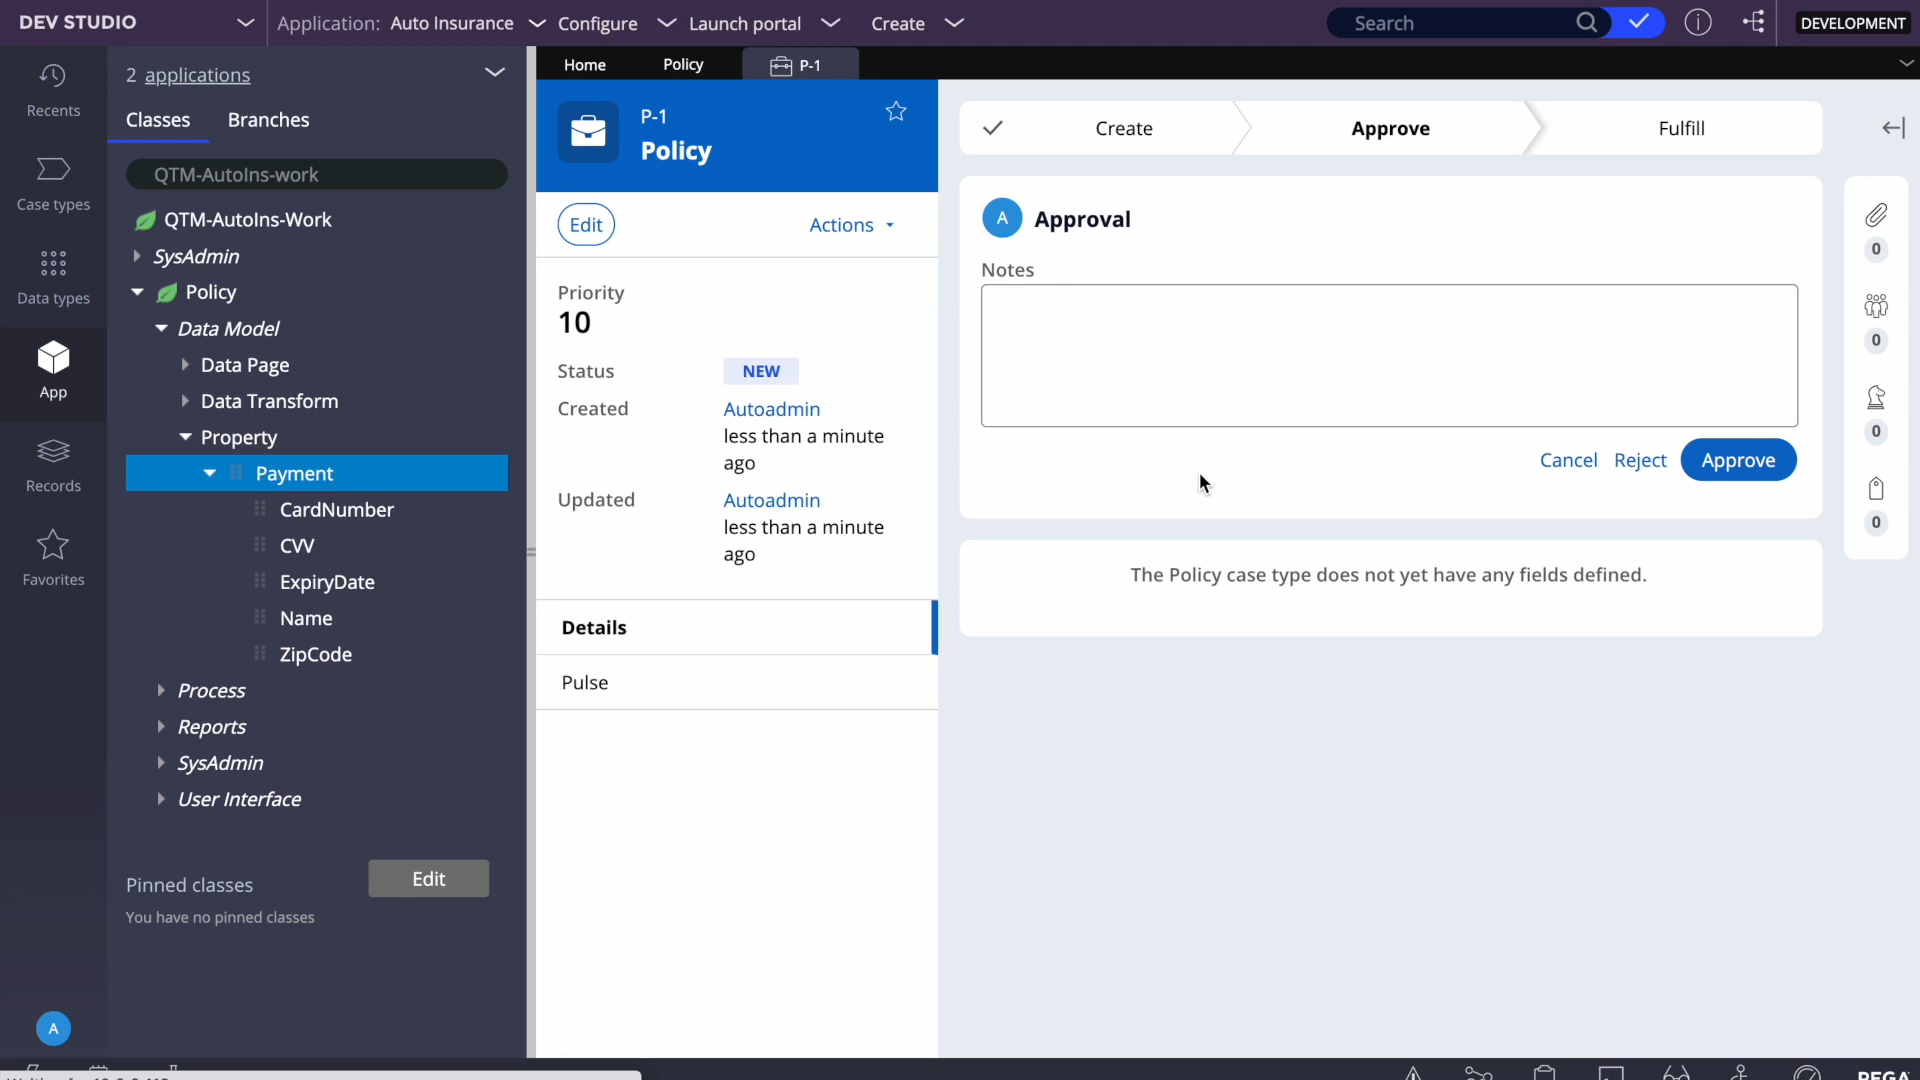 DEV STUDIO
Application: Auto Insurance
Configure
Launch portal
Create
Search
DEVELOPMENT
Recents
Case types
Data types
App
Records
Favorites
A
2 applications
Classes
Branches
QTM-AutoIns-work
QTM-AutoIns-Work
SysAdmin
Policy
Data Model
Data Page
Data Transform
Property
Payment
CardNumber
CVV
ExpiryDate
Name
ZipCode
Process
Reports
SysAdmin
User Interface
Pinned classes
Edit
You have no pinned classes
Home
Policy
P-1
P-1
Policy
Edit
Actions
Priority
10
Status
NEW
Created
Autoadmin
less than a minute
ago
Updated
Autoadmin
less than a minute
ago
Details
Pulse
Create
Approve
Fulfill
A
Approval
Notes
Cancel
Reject
Approve
The Policy case type does not yet have any fields defined.
0
0
0
0
PEGA